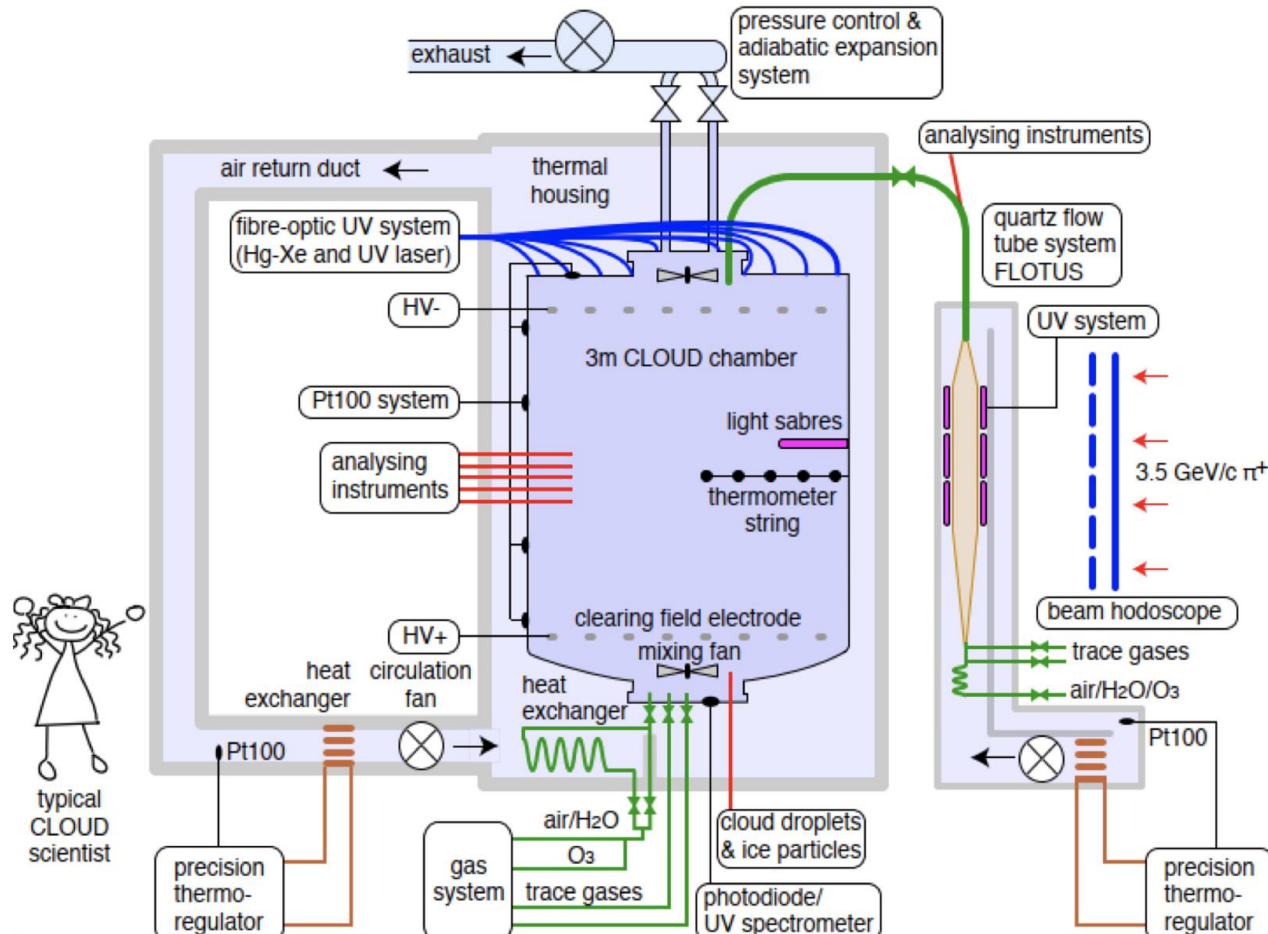 pressure control &
adiabatic expansion
system
exhaust
analysing instruments
air return duct
thermal
housing
fibre-optic UV system
(Hg-Xe and UV laser)
quartz flow
tube system
FLOTUS
HV-
UV system
3m CLOUD chamber
Pt100 system
light sabres
analysing
instruments
thermometer
string
3.5 GeV/c π+
clearing field electrode
beam hodoscope
HV+
mixing fan
trace gases
air/H2O/O3
heat
exchanger
circulation
fan
heat
exchanger
Pt100
Pt100
typical
CLOUD
scientist
precision
thermo-
regulator
gas
system
air/H2O
O3
trace gases
cloud droplets
& ice particles
photodiode/
UV spectrometer
precision
thermo-
regulator